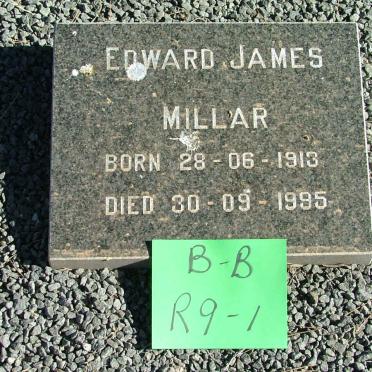 EDWARD JAMES
MILLAR
BORN 28-06-1913
DIED 30-09-1995
B-B
R9-1